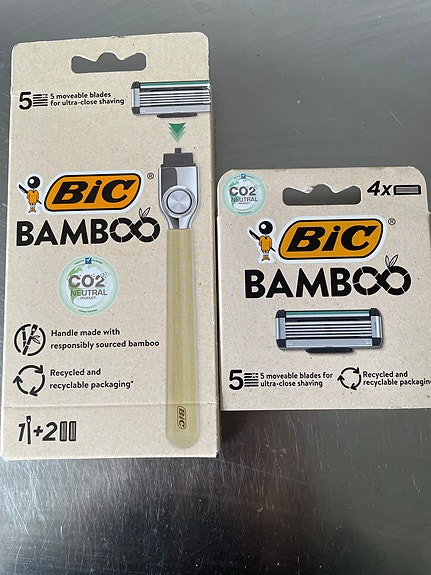 5 5 moveable blades
for ultra-close shaving
BiC®
BAMBOO
CO2
NEUTRAL
PRODUCT
Handle made with
responsibly sourced bamboo
Recycled and
recyclable packaging*
1+2
BiC
CO2
NEUTRAL
4x
BiC®
BAMBOO
5 5 moveable blades for
ultra-close shaving
Recycled and
recyclable packaging